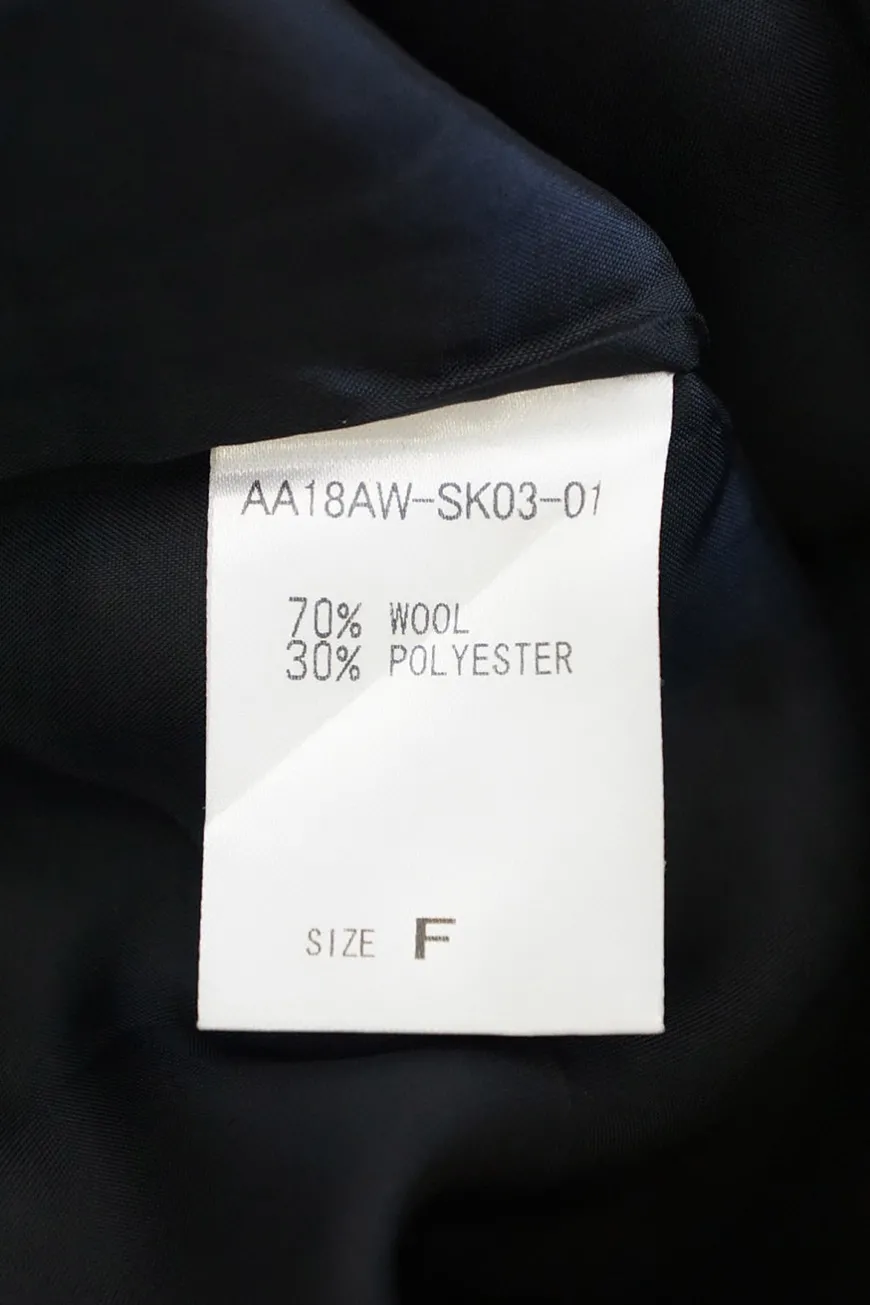 AA18AW-SK03-01
70% WOOL
30% POLYESTER
SIZE F